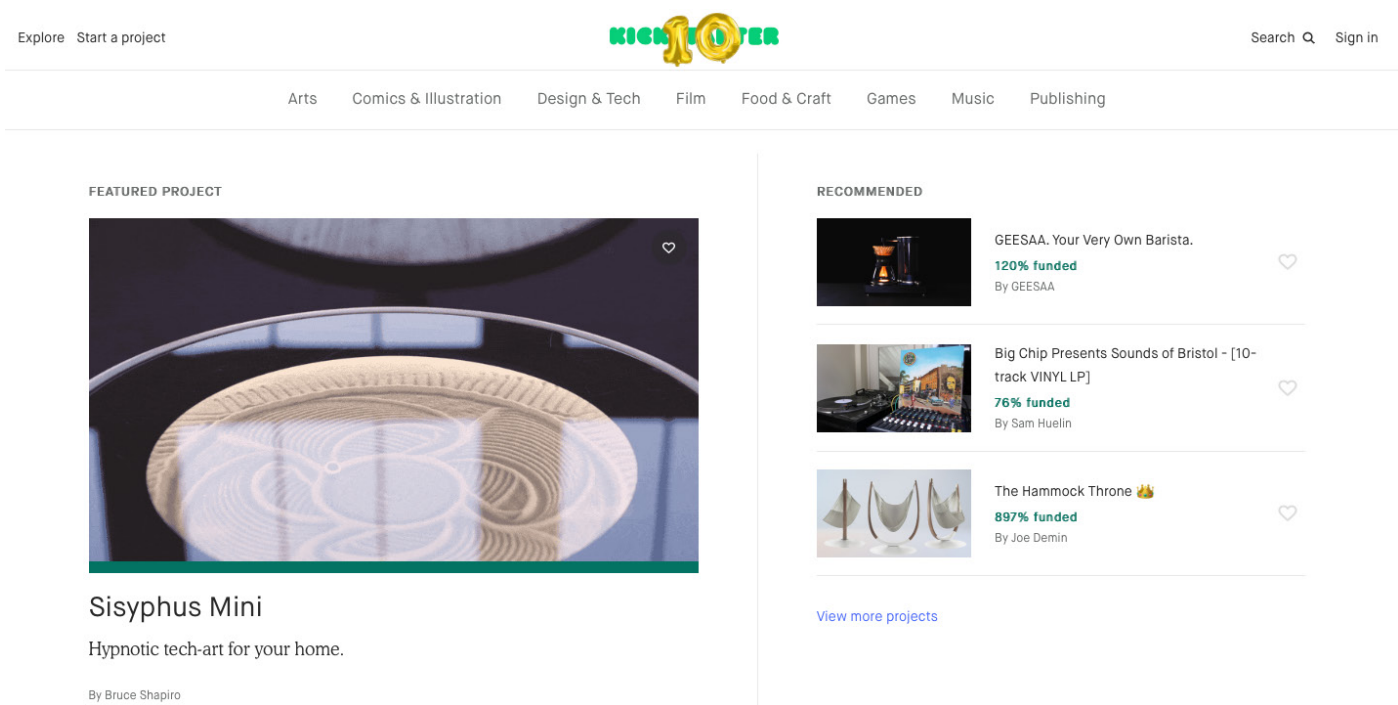 Explore Start a project
KICKSTARTER
10
Search Sign in
Arts Comics & Illustration Design & Tech Film Food & Craft Games Music Publishing
FEATURED PROJECT
Sisyphus Mini
Hypnotic tech-art for your home.
By Bruce Shapiro
RECOMMENDED
GEESAA. Your Very Own Barista.
120% funded
By GEESAA
Big Chip Presents Sounds of Bristol - [10-
track VINYL LP]
76% funded
By Sam Huelin
The Hammock Throne 👑
897% funded
By Joe Demin
View more projects